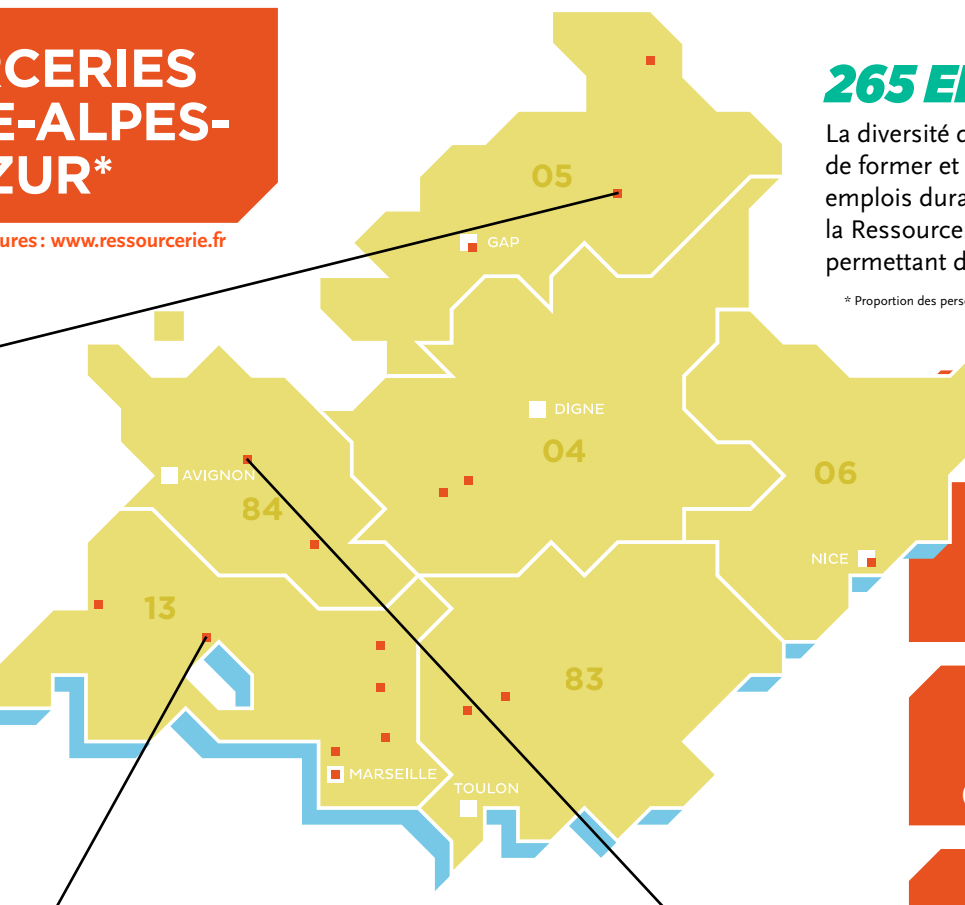 RCERIES
E-ALPES-
ZUR*
ures : www.ressourcerie.fr
265 E
La diversité
de former et
emplois dura
la Ressource
permettant d
* Proportion des pers
05
GAP
DIGNE
04
06
AVIGNON
84
NICE
13
83
MARSEILLE
TOULON